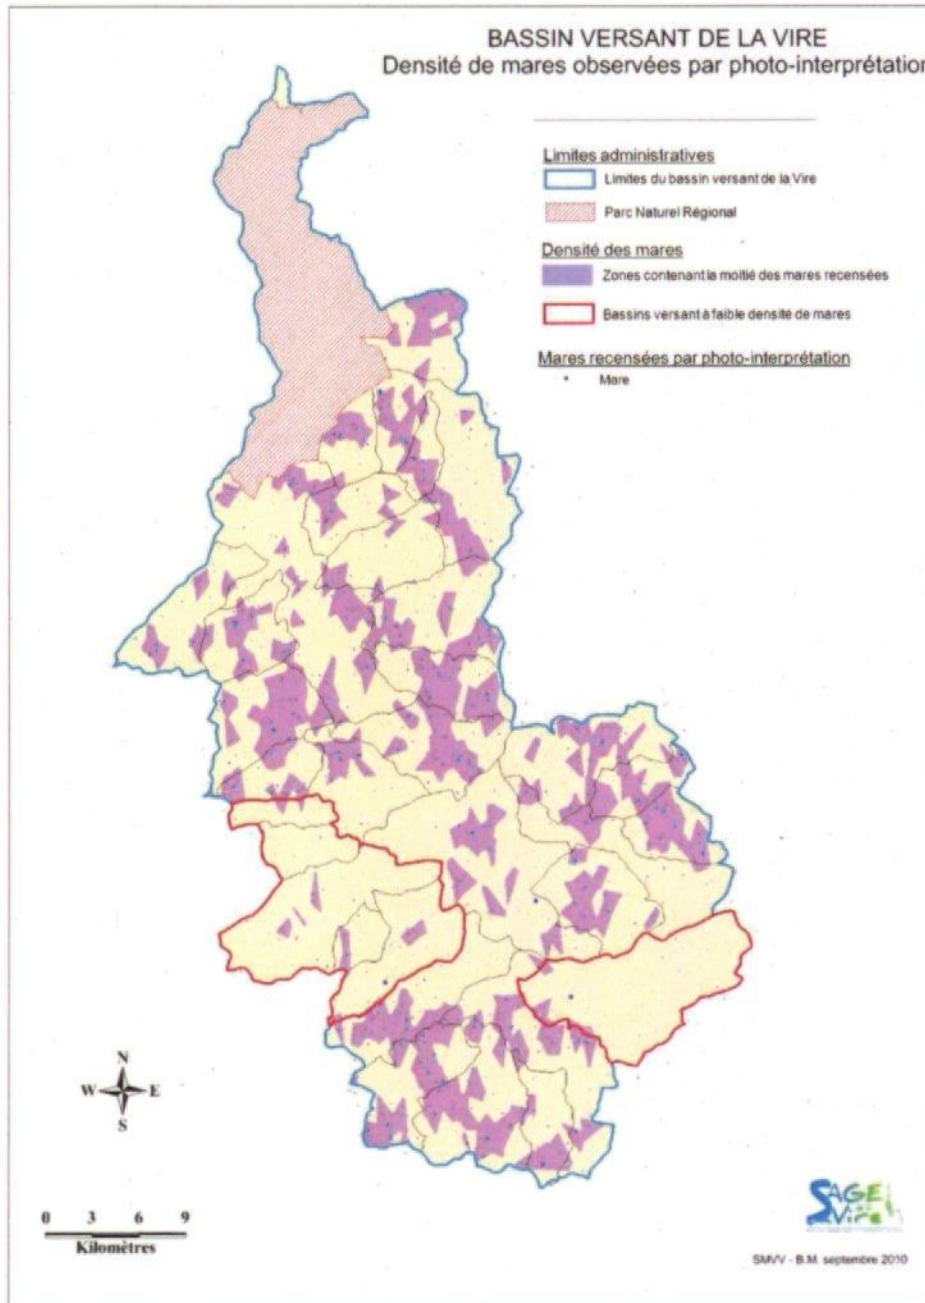 BASSIN VERSANT DE LA VIRE
Densité de mares observées par photo-interprétation
Limites administratives
Limites du bassin versant de la Vire
Parc Naturel Régional
Densité des mares
Zones contenant la moitié des mares recensées
Bassins versant à faible densité de mares
Mares recensées par photo-interprétation
Mare
N
W E
S
0 3 6 9
Kilomètres
SAGE
Vire
SMVV - B.M. septembre 2010